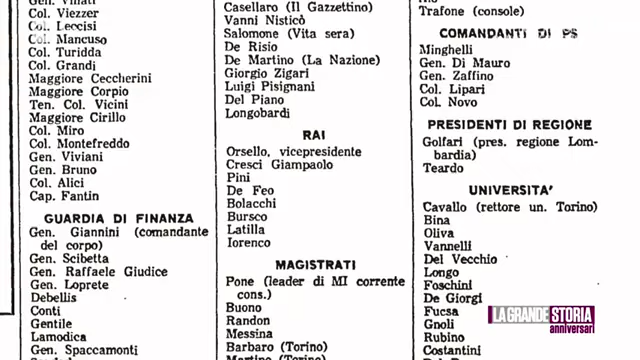 Gen. Vinati
Col. Viezzer
Col. Leccisi
Col. Mancuso
Col. Turidda
Col. Grandi
Maggiore Ceccherini
Maggiore Corpio
Ten. Col. Vicini
Maggiore Cirillo
Col. Miro
Col. Montefreddo
Gen. Viviani
Gen. Bruno
Col. Alici
Cap. Fantin
GUARDIA DI FINANZA
Gen. Giannini (comandante
del corpo)
Gen. Scibetta
Gen. Raffaele Giudice
Gen. Loprete
Debellis
Conti
Gentile
Lamodica
Gen. Spaccamonti
Casellaro (Il Gazzettino)
Vanni Nisticò
Salomone (Vita sera)
De Risio
De Martino (La Nazione)
Giorgio Zigari
Luigi Pisignani
Del Piano
Longobardi
RAI
Orsello, vicepresidente
Cresci Giampaolo
Pini
De Feo
Bolacchi
Bursco
Latilla
Iorenco
MAGISTRATI
Pone (leader di MI corrente
cons.)
Buono
Randon
Messina
Barbaro (Torino)
Martino (Torino)
Trafone (console)
COMANDANTI DI PS
Minghelli
Gen. Di Mauro
Gen. Zaffino
Col. Lipari
Col. Novo
PRESIDENTI DI REGIONE
Golfari (pres. regione Lom-
bardia)
Teardo
UNIVERSITA'
Cavallo (rettore un. Torino)
Bina
Oliva
Vannelli
Del Vecchio
Longo
Foschini
De Giorgi
Fucsa
Gnoli
Rubino
Costantini
LA GRANDE STORIA
anniversari